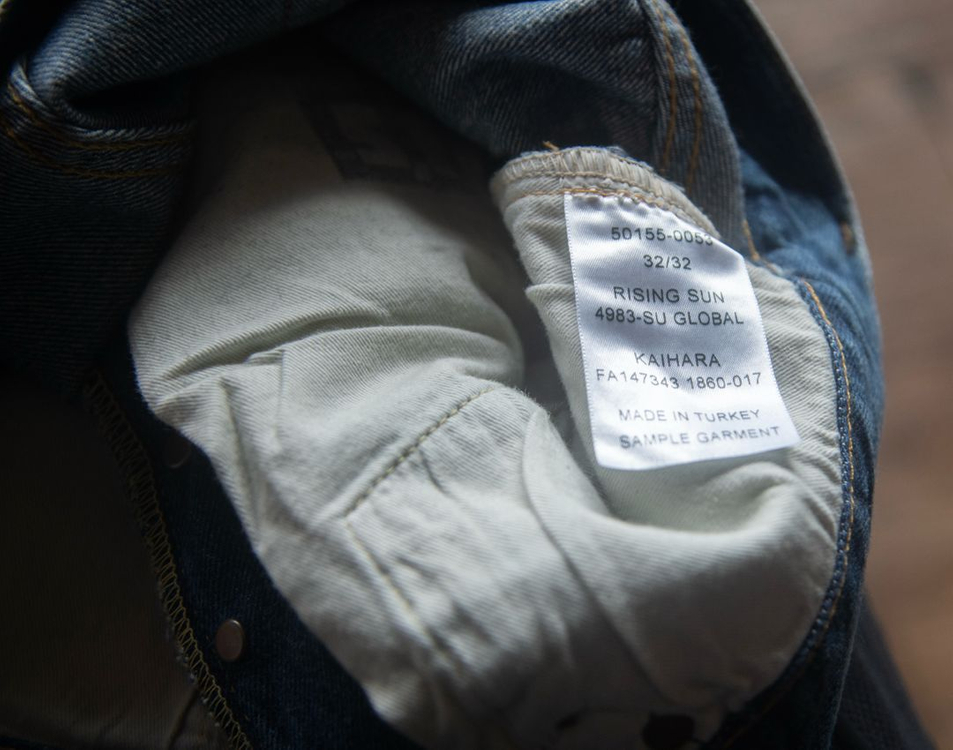 50155-0053
32/32
RISING SUN
4983-SU GLOBAL
KAIHARA
FA147343 1860-017
MADE IN TURKEY
SAMPLE GARMENT